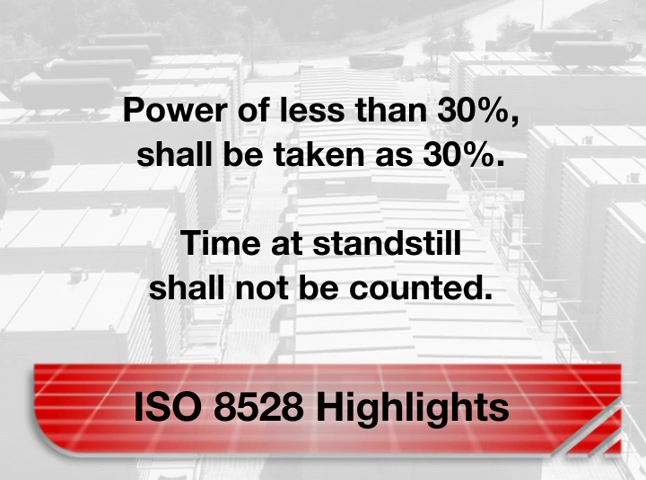 Power of less than 30%,
shall be taken as 30%.
Time at standstill
shall not be counted.
ISO 8528 Highlights